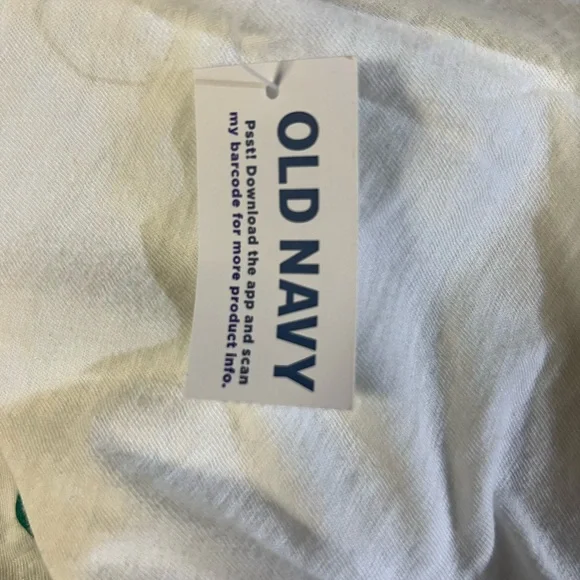 OLD NAVY
Psst! Download the app and scan
my barcode for more product info.